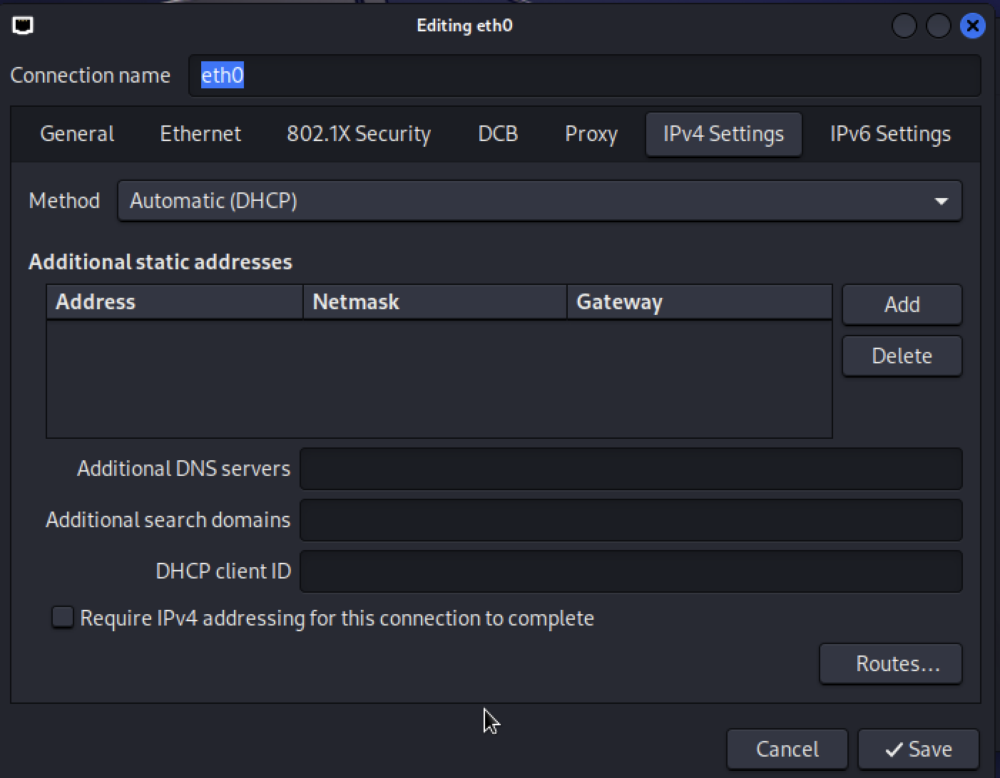 Editing eth0
Connection name eth0
General Ethernet 802.1X Security DCB Proxy IPv4 Settings IPv6 Settings
Method Automatic (DHCP)
Additional static addresses
Address Netmask Gateway Add
Delete
Additional DNS servers
Additional search domains
DHCP client ID
Require IPv4 addressing for this connection to complete
Routes...
Cancel Save